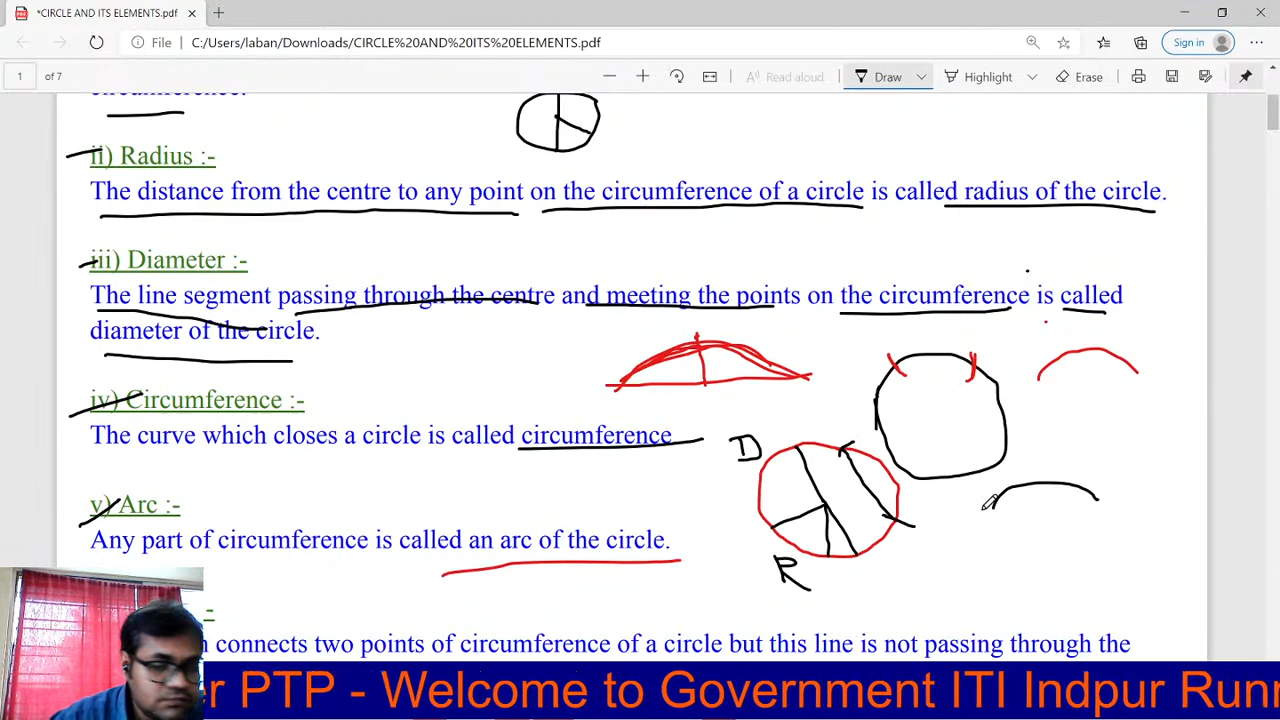 *CIRCLE AND ITS ELEMENTS.pdf
File C:/Users/laban/Downloads/CIRCLE%20AND%20ITS%20ELEMENTS.pdf Sign in
1 of 7 Read aloud Draw Highlight Erase
circumference.
ii) Radius :-
The distance from the centre to any point on the circumference of a circle is called radius of the circle.
iii) Diameter :-
The line segment passing through the centre and meeting the points on the circumference is called
diameter of the circle.
iv) Circumference :-
The curve which closes a circle is called circumference
D
v) Arc :-
Any part of circumference is called an arc of the circle.
R
connects two points of circumference of a circle but this line is not passing through the
PTP - Welcome to Government ITI Indpur